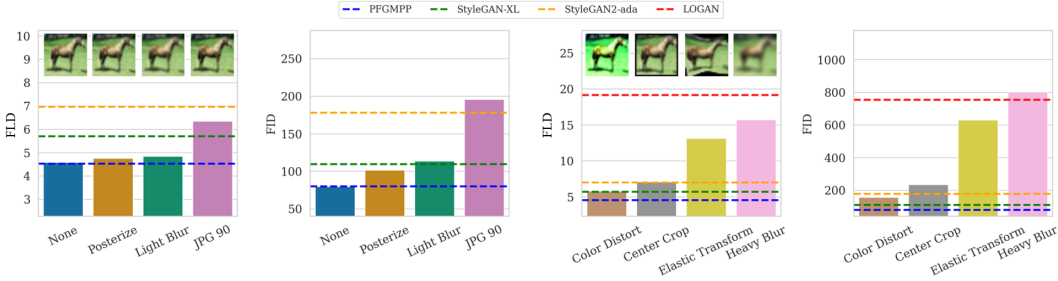 PFGMPP StyleGAN-XL StyleGAN2-ada LOGAN
10
9
8
7
6
5
4
3
FLD
None Posterize Light Blur JPG 90
250
200
150
100
50
FID
None Posterize Light Blur JPG 90
25
20
15
10
5
FLD
Color Distort Center Crop Elastic Transform Heavy Blur
1000
800
600
400
200
FID
Color Distort Center Crop Elastic Transform Heavy Blur